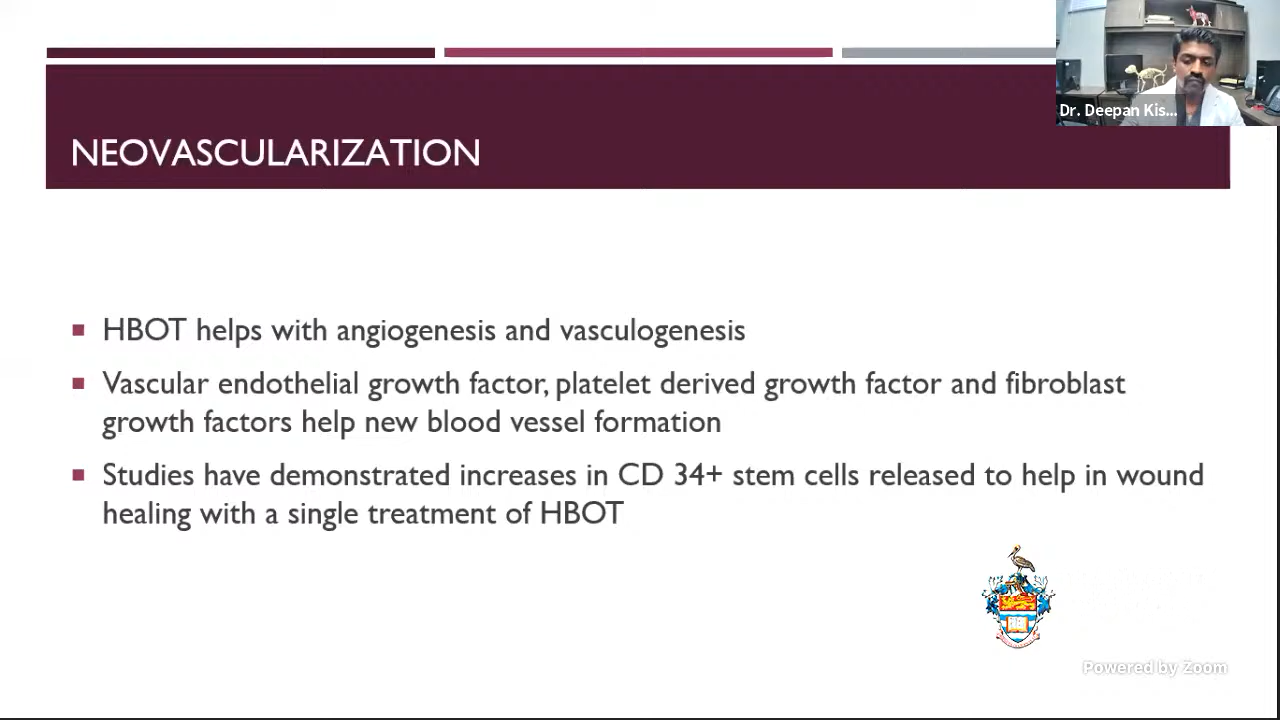 Dr. Deepan Kis...
NEOVASCULARIZATION
HBOT helps with angiogenesis and vasculogenesis
Vascular endothelial growth factor, platelet derived growth factor and fibroblast
growth factors help new blood vessel formation
Studies have demonstrated increases in CD 34+ stem cells released to help in wound
healing with a single treatment of HBOT
Powered by Zoom